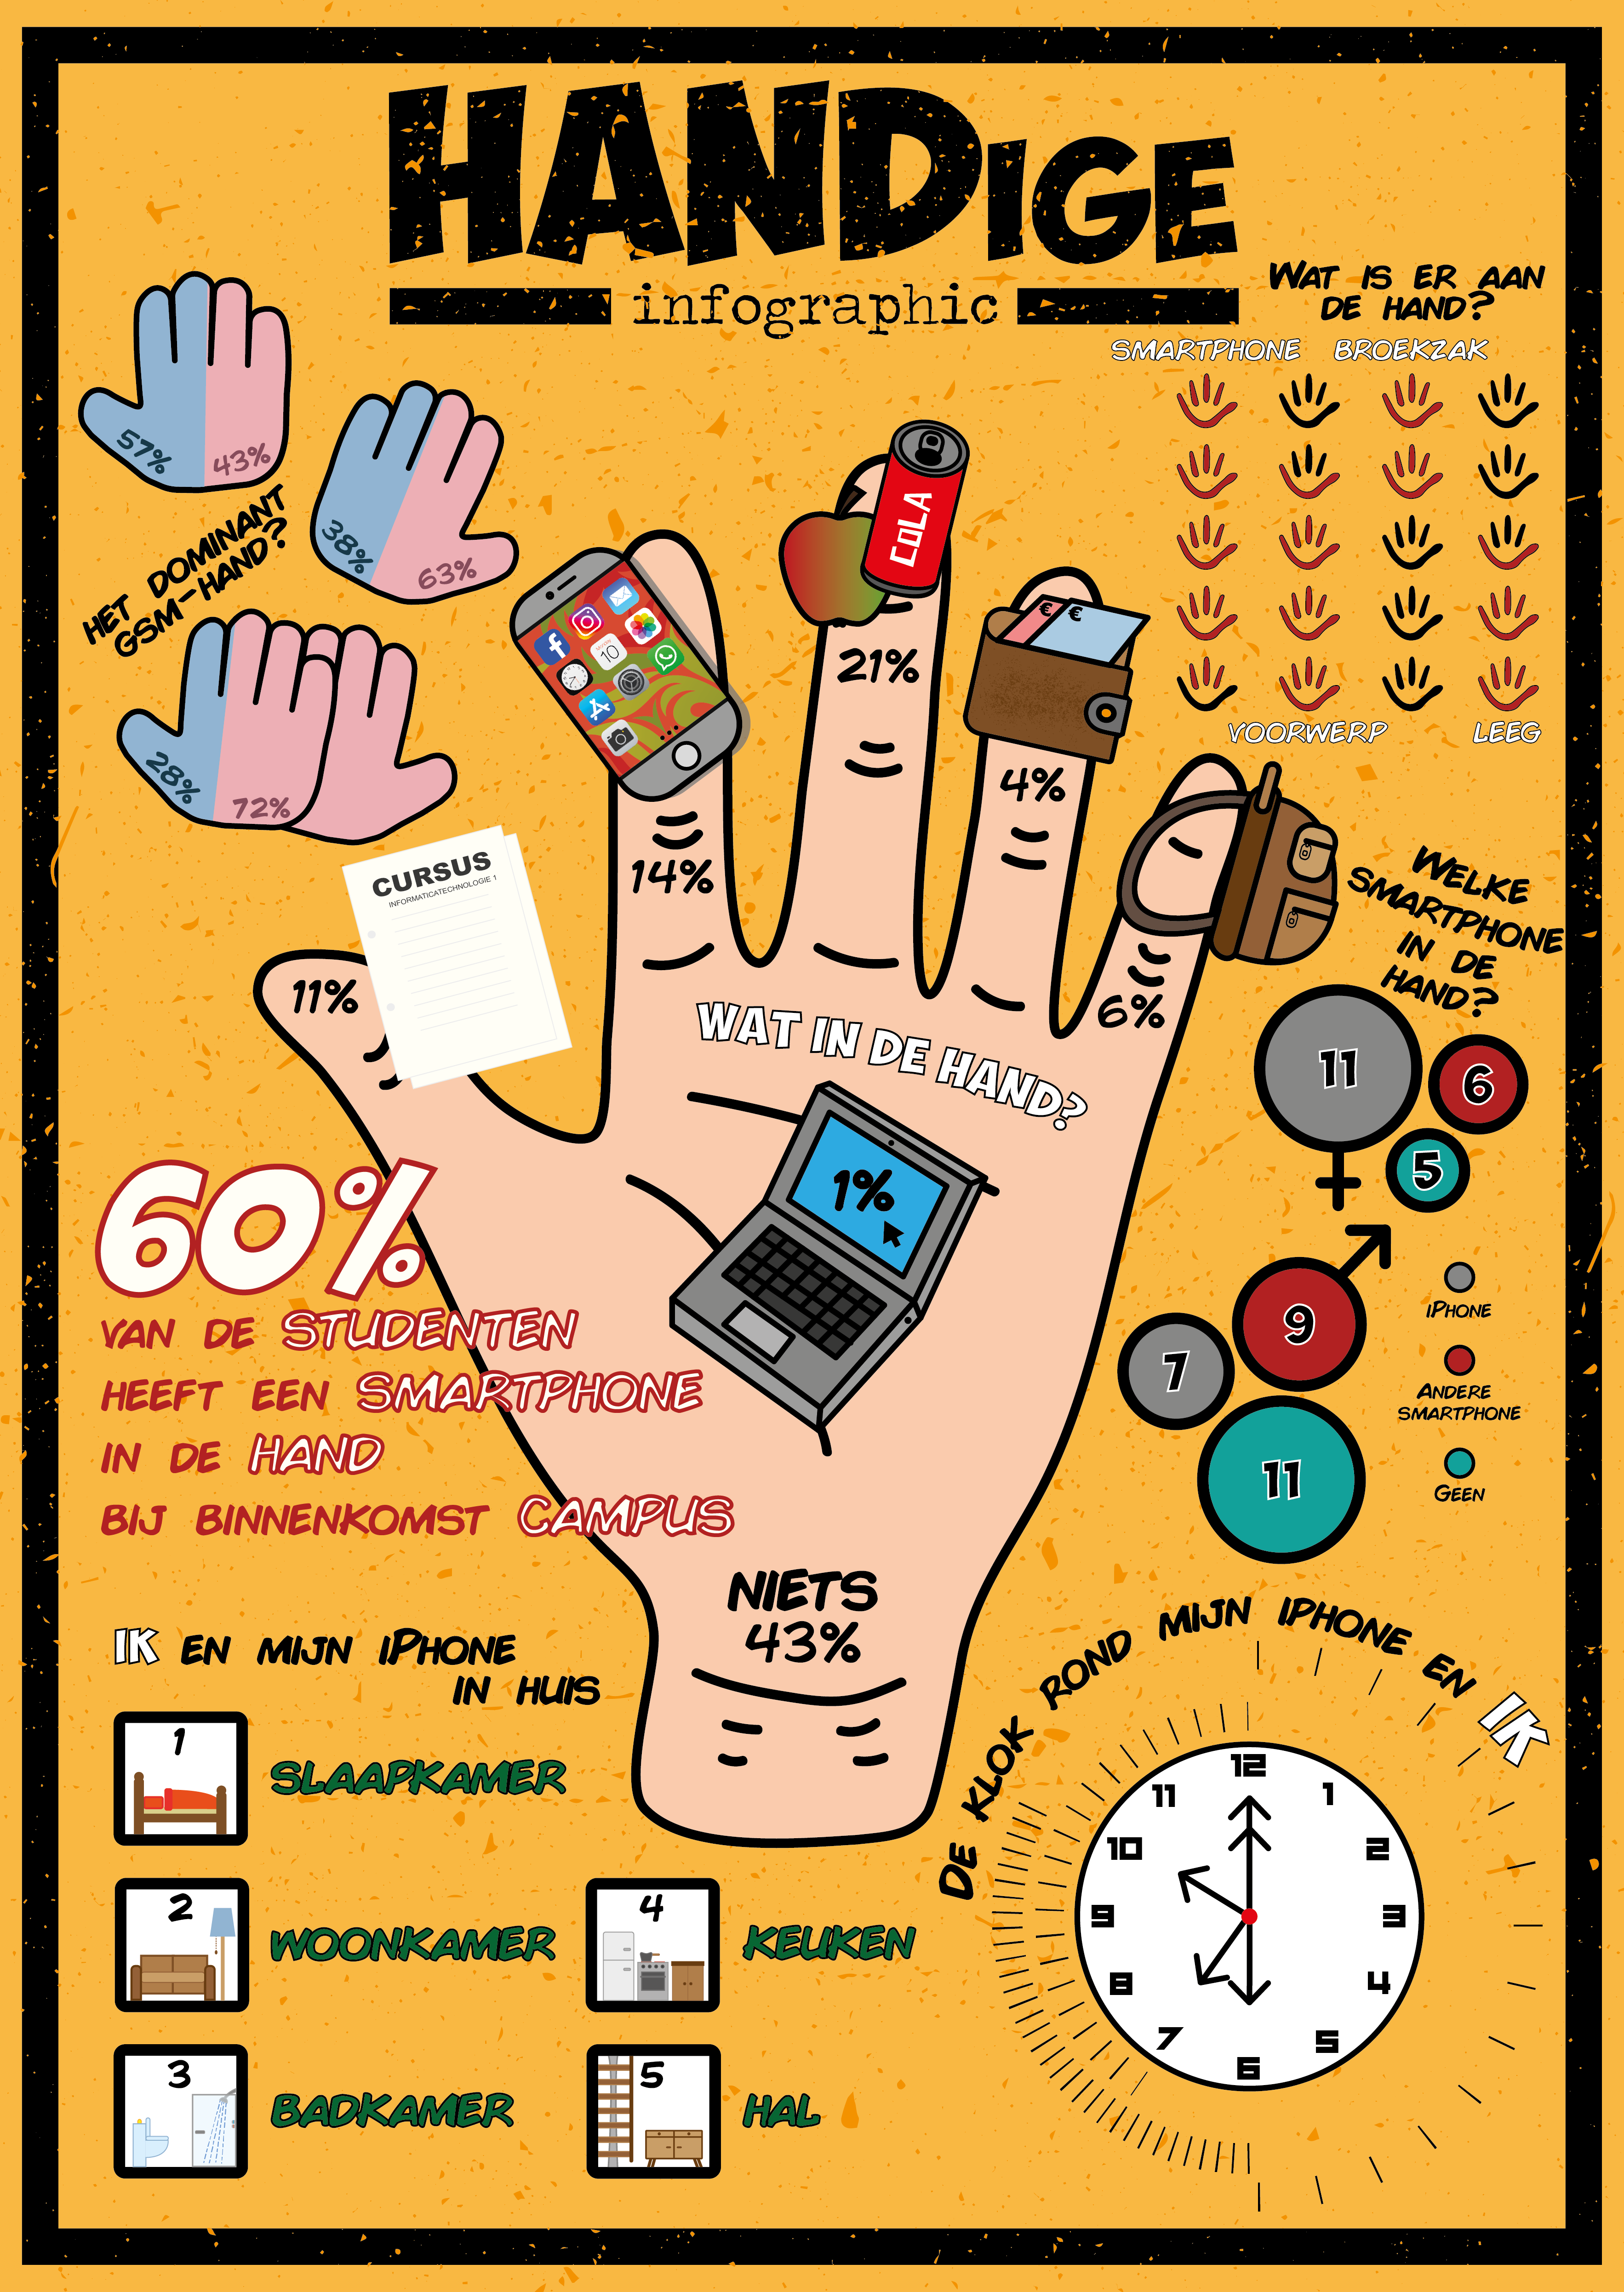 HANDIGE
infographic
WAT IS ER AAN
DE HAND?
SMARTPHONE BROEKZAK
VOORWERP LEEG
57% 43%
38% 63%
HET DOMINANT
GSM-HAND?
28% 72%
COLA
€ €
10
21%
4%
14%
6%
11%
CURSUS
INFORMATICATECHNOLOGIE 1
WAT IN DE HAND?
1%
WELKE
SMARTPHONE
IN DE
HAND?
11
6
5
9
7
11
IPHONE
ANDERE
SMARTPHONE
GEEN
60%
VAN DE STUDENTEN
HEEFT EEN SMARTPHONE
IN DE HAND
BIJ BINNENKOMST CAMPUS
NIETS
43%
IK EN MIJN IPHONE
IN HUIS
1
SLAAPKAMER
2
WOONKAMER
3
BADKAMER
4
KEUKEN
5
HAL
DE KLOK ROND MIJN IPHONE EN IK
12
1
2
3
4
5
6
7
8
9
10
11